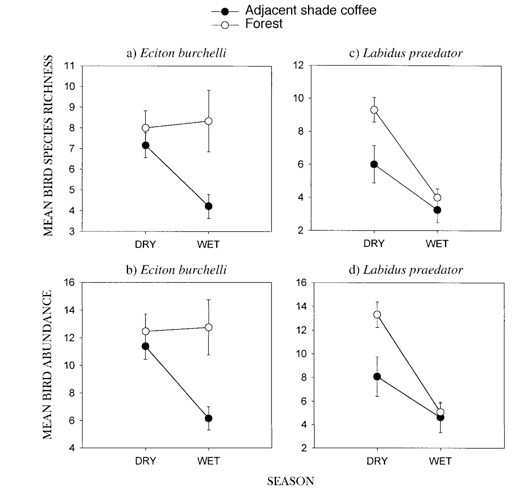 Adjacent shade coffee
Forest
a) Eciton burchelli
c) Labidus praedator
MEAN BIRD SPECIES RICHNESS
11
10
9
8
7
6
5
4
3
DRY WET
12
10
8
6
4
2
DRY WET
b) Eciton burchelli
d) Labidus praedator
MEAN BIRD ABUNDANCE
16
14
12
10
8
6
4
DRY WET
16
14
12
10
8
6
4
2
DRY WET
SEASON